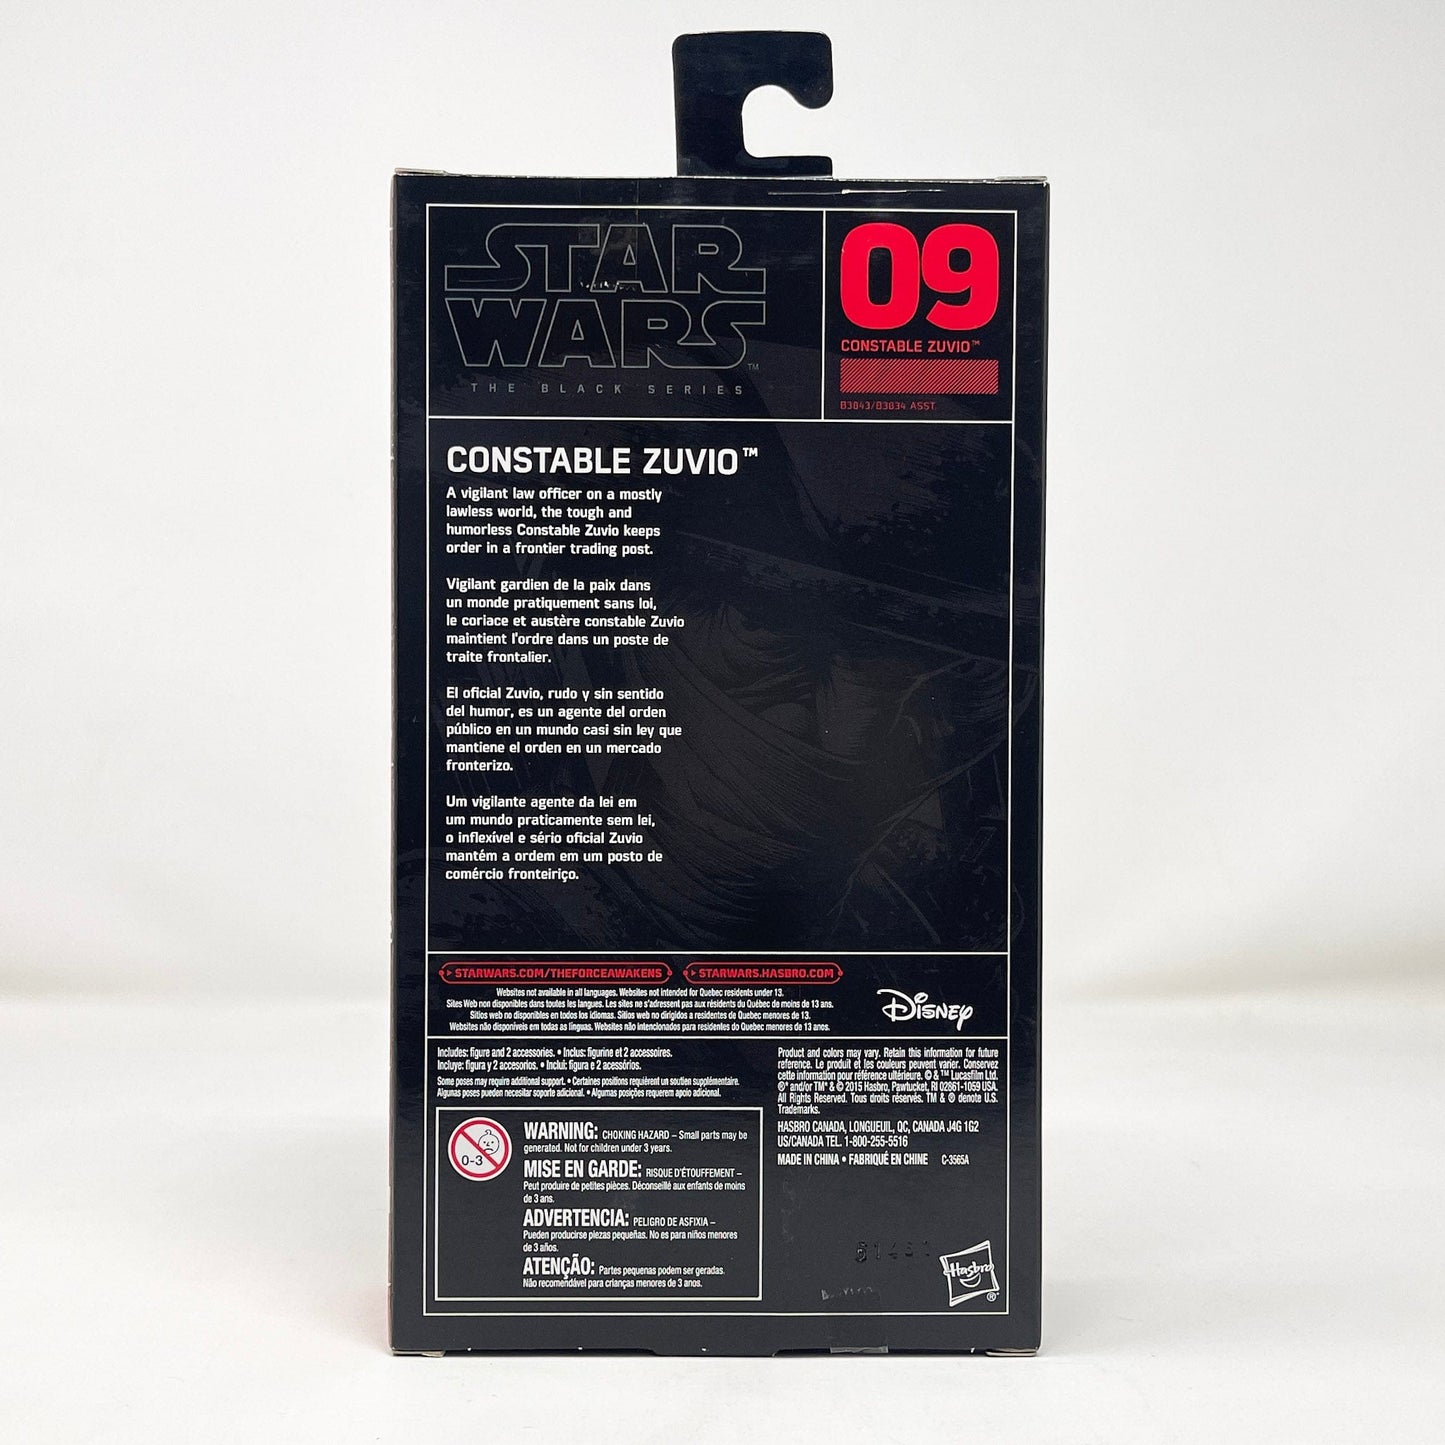 STAR
WARS™
THE BLACK SERIES
09
CONSTABLE ZUVIO™
B3843/B3834 ASST.
CONSTABLE ZUVIO™
A vigilant law officer on a mostly
lawless world, the tough and
humorless Constable Zuvio keeps
order in a frontier trading post.
Vigilant gardien de la paix dans
un monde pratiquement sans loi,
le coriace et austère constable Zuvio
maintient l'ordre dans un poste de
traite frontalier.
El oficial Zuvio, rudo y sin sentido
del humor, es un agente del orden
público en un mundo casi sin ley que
mantiene el orden en un mercado
fronterizo.
Um vigilante agente da lei em
um mundo praticamente sem lei,
o inflexível e sério oficial Zuvio
mantém a ordem em um posto de
comércio fronteiriço.
STARWARS.COM/THEFORCEAWAKENS
STARWARS.HASBRO.COM
Websites not available in all languages. Websites not intended for Quebec residents under 13.
Sites Web non disponibles dans toutes les langues. Les sites ne s'adressent pas aux résidents du Québec de moins de 13 ans.
Sitios web no disponibles en todos los idiomas. Sitios web no dirigidos a residentes de Quebec menores de 13.
Websites não disponíveis em todas as línguas. Websites não intencionados para residentes do Quebec menores de 13 anos.
Disney
Includes: figure and 2 accessories. • Inclus: figurine et 2 accessoires.
Incluye: figura y 2 accesorios. • Inclui: figura e 2 acessórios.
Some poses may require additional support. • Certaines positions requièrent un soutien supplémentaire.
Algunas poses pueden necesitar soporte adicional. • Algumas posições requerem apoio adicional.
0-3
WARNING: CHOKING HAZARD – Small parts may be
generated. Not for children under 3 years.
MISE EN GARDE: RISQUE D'ÉTOUFFEMENT –
Peut produire de petites pièces. Déconseillé aux enfants de moins
de 3 ans.
ADVERTENCIA: PELIGRO DE ASFIXIA –
Pueden producirse piezas pequeñas. No es para niños menores
de 3 años.
ATENÇÃO: Partes pequenas podem ser geradas.
Não recomendável para crianças menores de 3 anos.
Product and colors may vary. Retain this information for future
reference. Le produit et les couleurs peuvent varier. Conservez
cette information pour référence ultérieure. © & ™ Lucasfilm Ltd.
®* and/or TM* & © 2015 Hasbro, Pawtucket, RI 02861-1059 USA.
All Rights Reserved. Tous droits réservés. TM & ® denote U.S.
Trademarks.
HASBRO CANADA, LONGUEUIL, QC, CANADA J4G 1G2
US/CANADA TEL. 1-800-255-5516
MADE IN CHINA • FABRIQUÉ EN CHINE C-3565A
Hasbro®